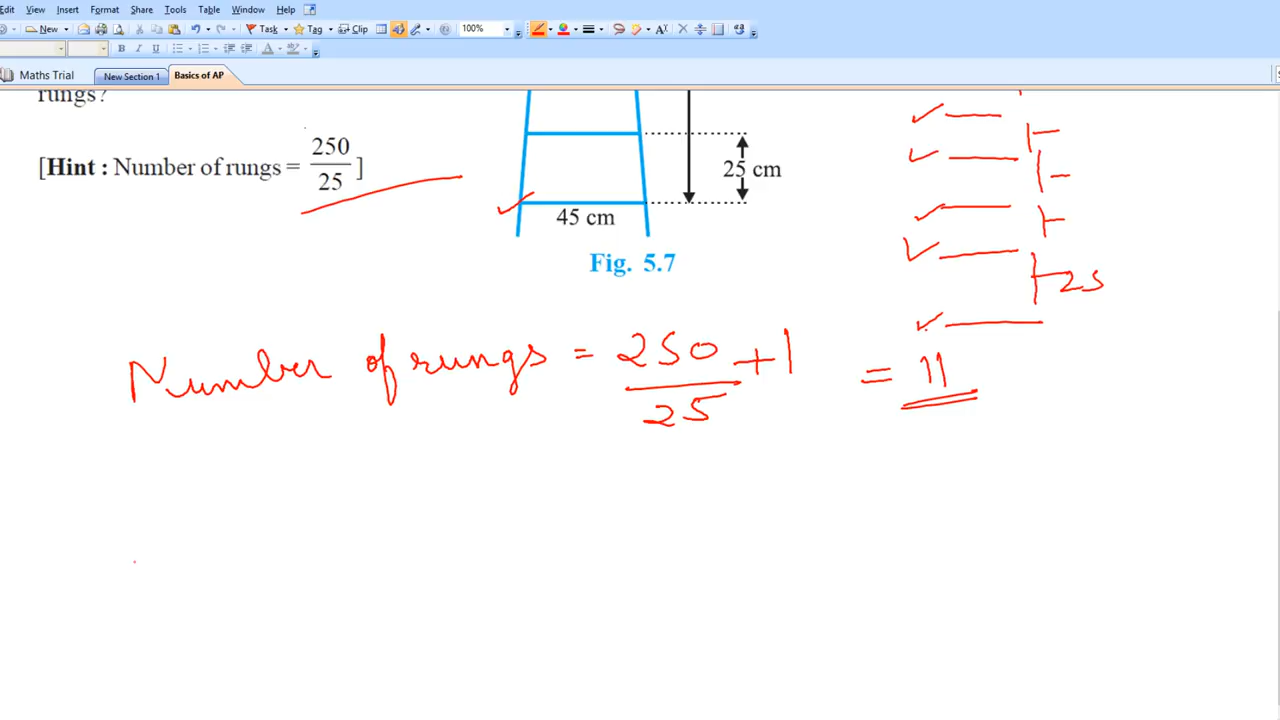 Edit View Insert Format Share Tools Table Window Help
New Task Tag Clip 100%
B I U A
Maths Trial New Section 1 Basics of AP
rungs?
[Hint : Number of rungs = 250/25 ]
25 cm
45 cm
Fig. 5.7
25
Number of rungs = 250/25 + 1 = 11